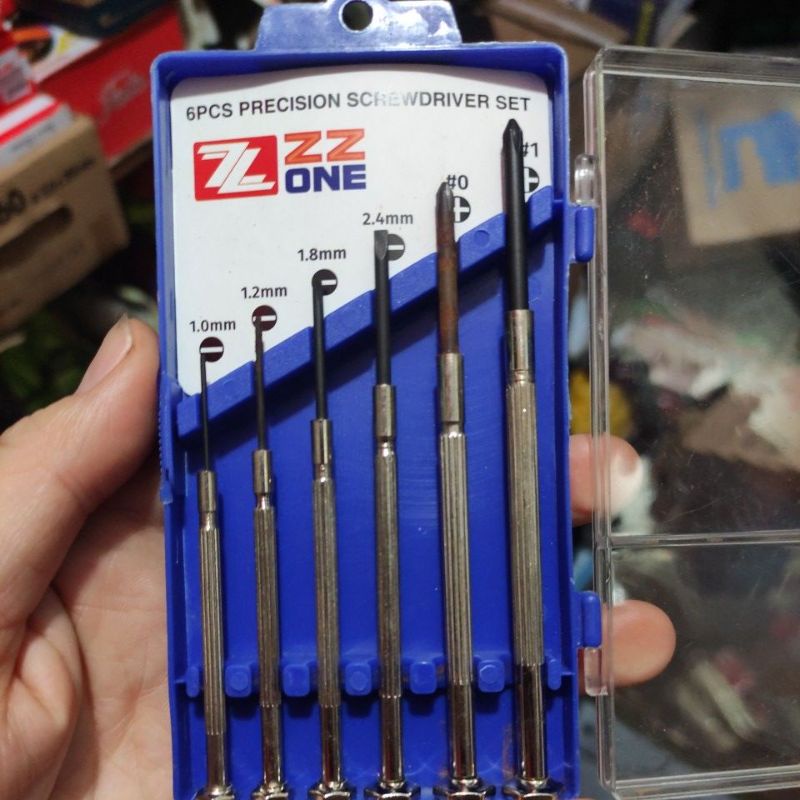 6PCS PRECISION SCREWDRIVER SET
ZZ
ONE
#1
#0
2.4mm
1.8mm
1.2mm
1.0mm